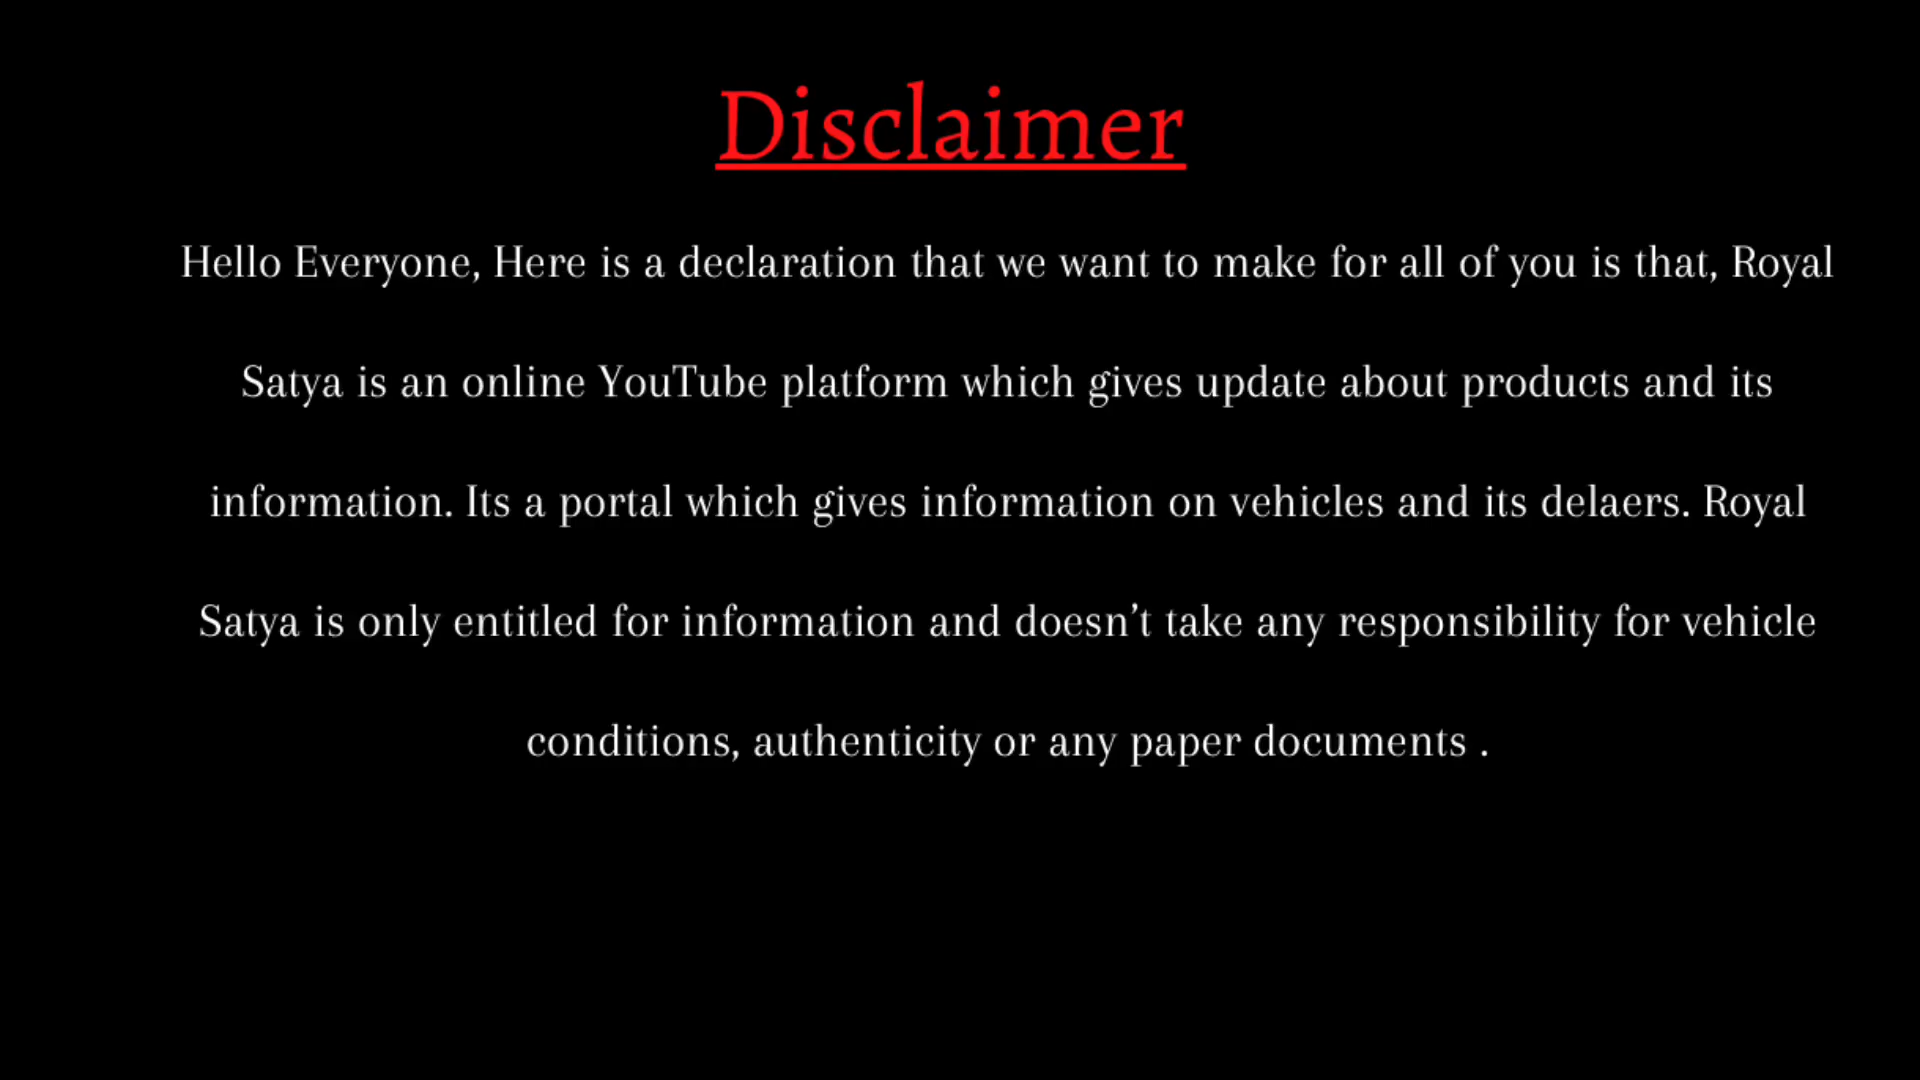 Disclaimer
Hello Everyone, Here is a declaration that we want to make for all of you is that, Royal
Satya is an online YouTube platform which gives update about products and its
information. Its a portal which gives information on vehicles and its delaers. Royal
Satya is only entitled for information and doesn’t take any responsibility for vehicle
conditions, authenticity or any paper documents .